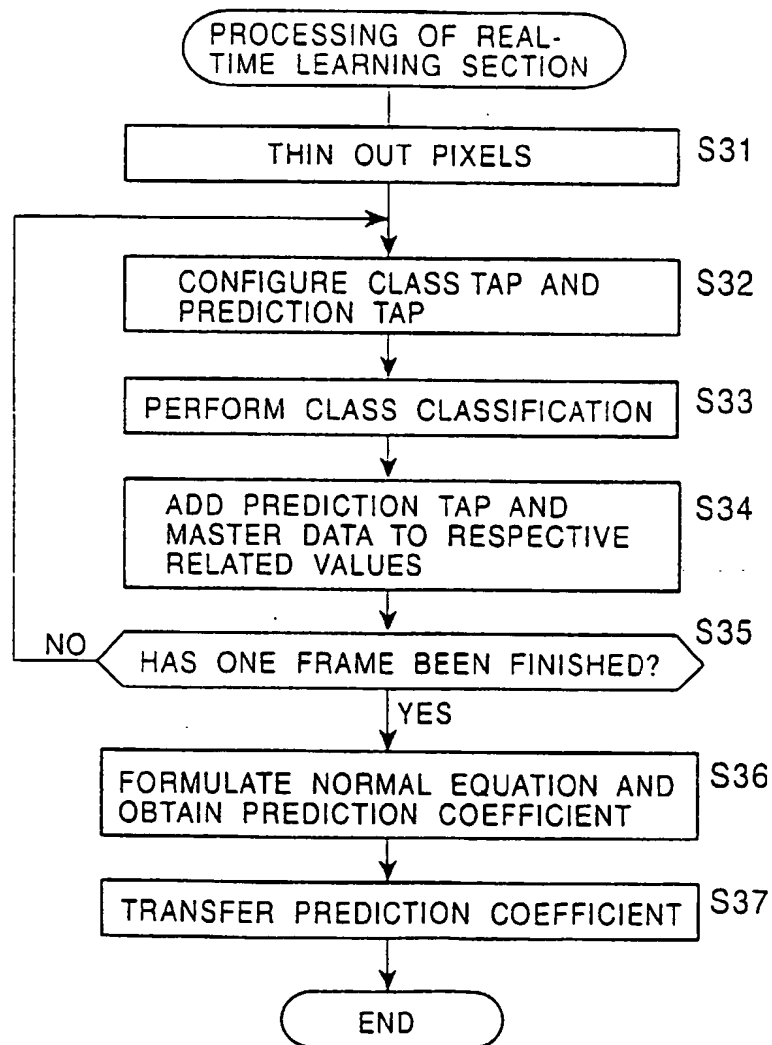 PROCESSING OF REAL-
TIME LEARNING SECTION
THIN OUT PIXELS
S31
CONFIGURE CLASS TAP AND
PREDICTION TAP
S32
PERFORM CLASS CLASSIFICATION
S33
ADD PREDICTION TAP AND
MASTER DATA TO RESPECTIVE
RELATED VALUES
S34
S35
NO
HAS ONE FRAME BEEN FINISHED?
YES
FORMULATE NORMAL EQUATION AND
OBTAIN PREDICTION COEFFICIENT
S36
TRANSFER PREDICTION COEFFICIENT
S37
END